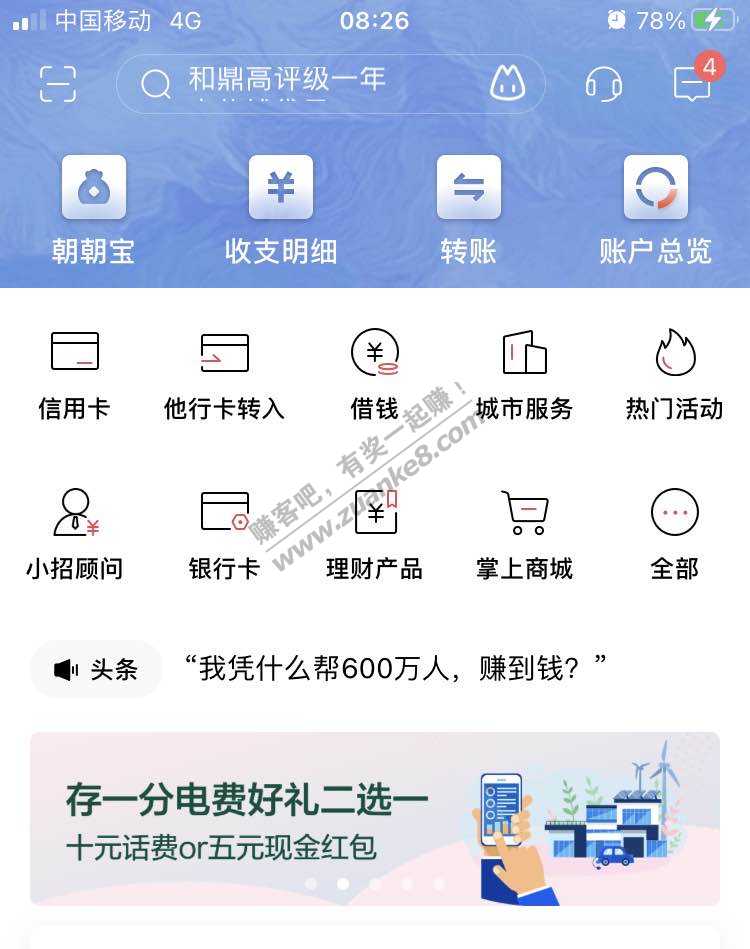 中国移动 4G 08:26 78%
和鼎高评级一年
4
朝朝宝 收支明细 转账 账户总览
信用卡 他行卡转入 借钱 城市服务 热门活动
小招顾问 银行卡 理财产品 掌上商城 全部
赚客吧，有奖一起赚！
www.zuanke8.com
头条 “我凭什么帮600万人，赚到钱？”
存一分电费好礼二选一
十元话费or五元现金红包